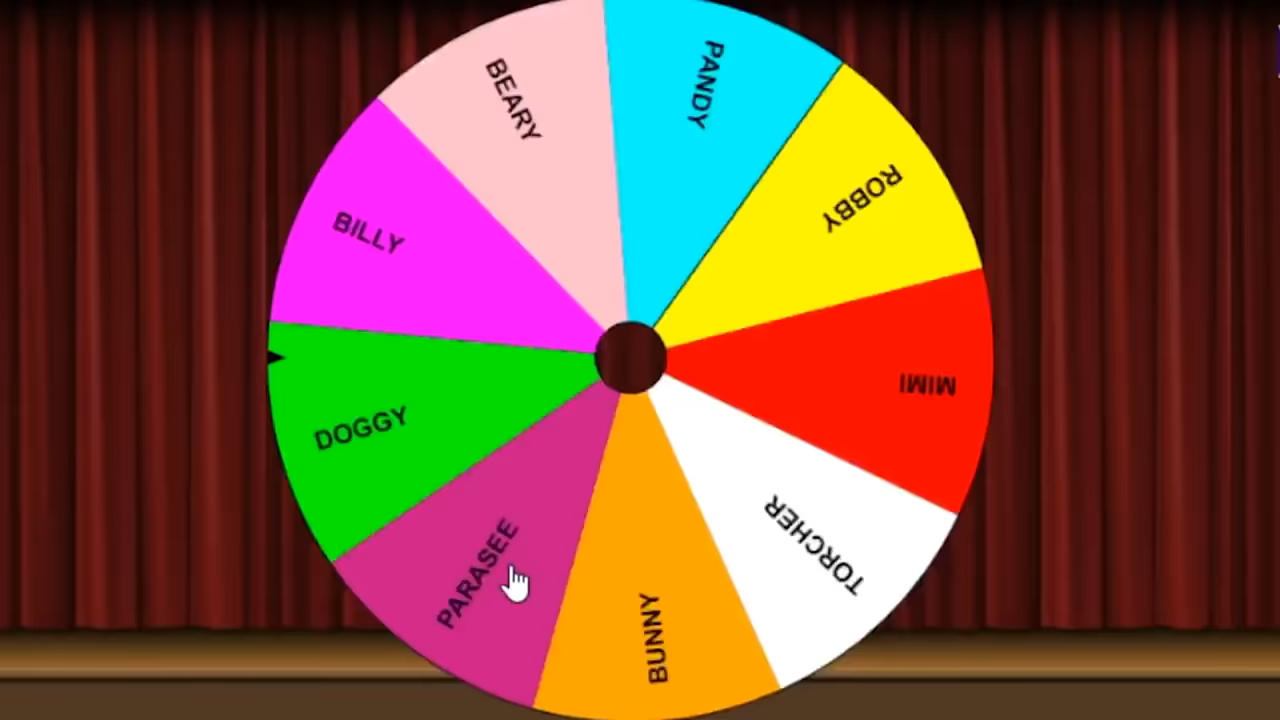 BEARY
PANDY
ROBBY
BILLY
MIMI
DOGGY
TORCHER
PARASEE
BUNNY